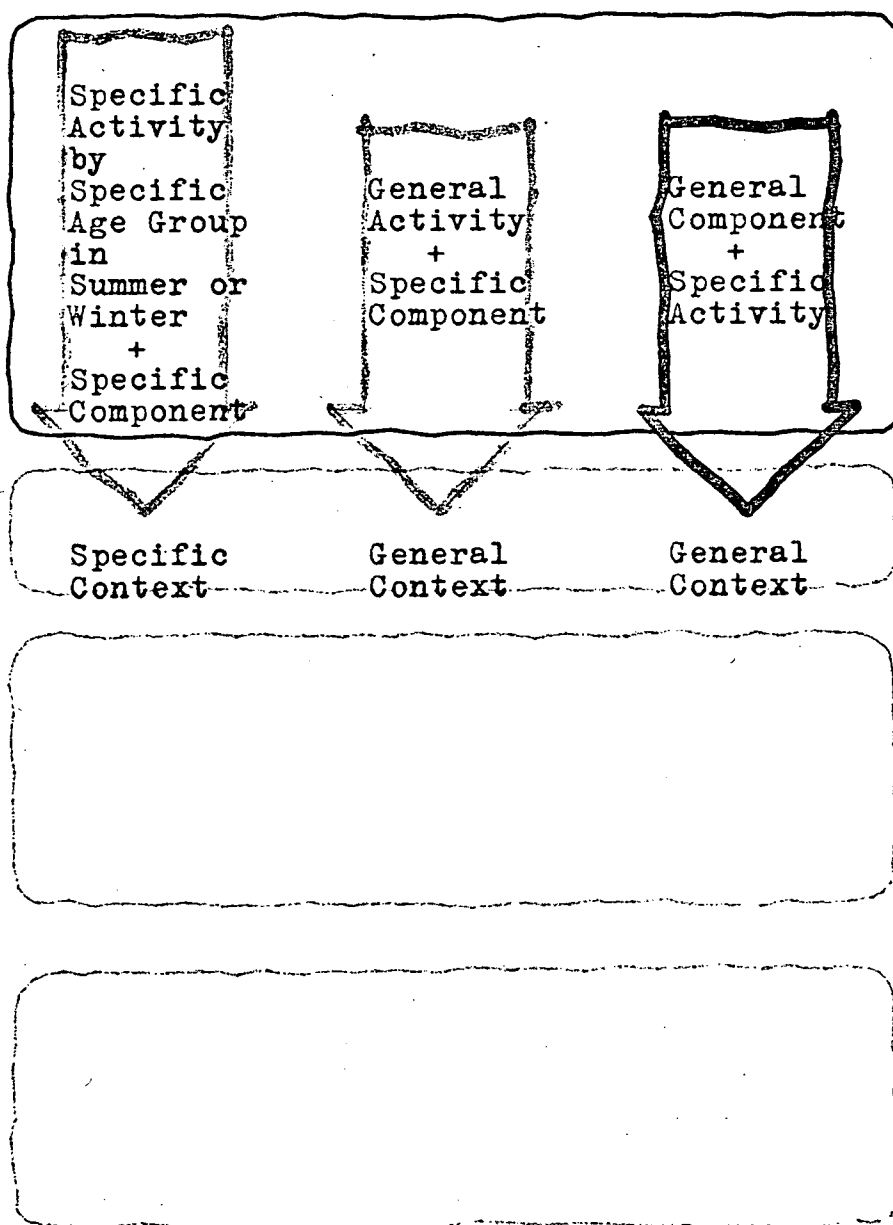 Specific
Activity
by
Specific
Age Group
in
Summer or
Winter
+
Specific
Component
General
Activity
+
Specific
Component
General
Component
+
Specific
Activity
Specific
Context
General
Context
General
Context